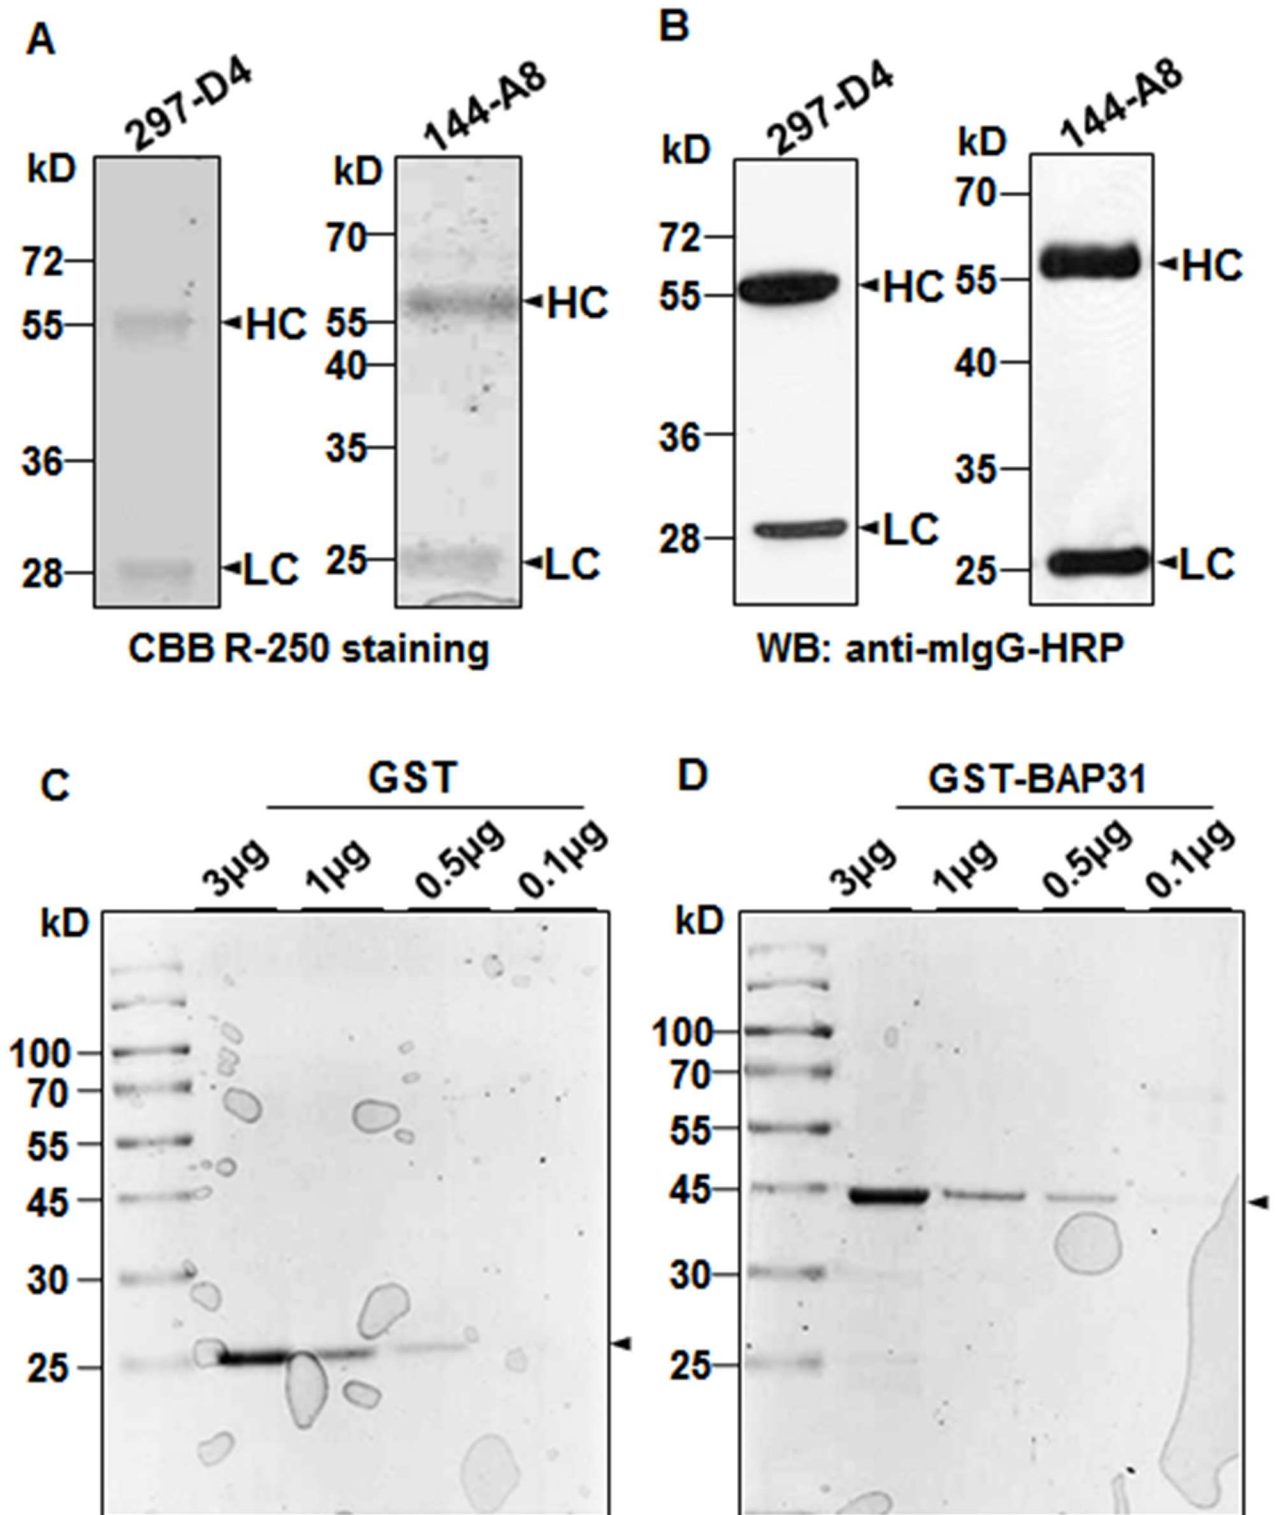 A
297-D4
144-A8
kD
72
55
36
28
HC
LC
kD
70
55
40
35
25
HC
LC
CBB R-250 staining
B
297-D4
144-A8
kD
72
55
36
28
HC
LC
kD
70
55
40
35
25
HC
LC
WB: anti-mIgG-HRP
C
GST
3µg 1µg 0.5µg 0.1µg
kD
100
70
55
45
30
25
D
GST-BAP31
3µg 1µg 0.5µg 0.1µg
kD
100
70
55
45
30
25